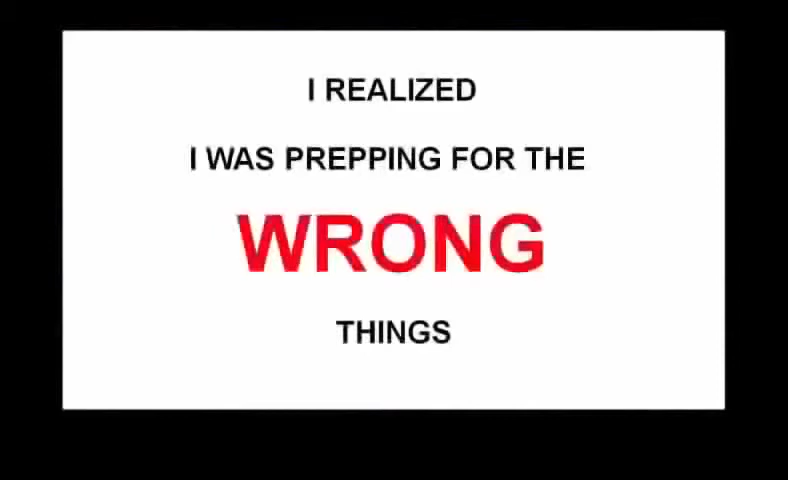 I REALIZED
I WAS PREPPING FOR THE
WRONG
THINGS